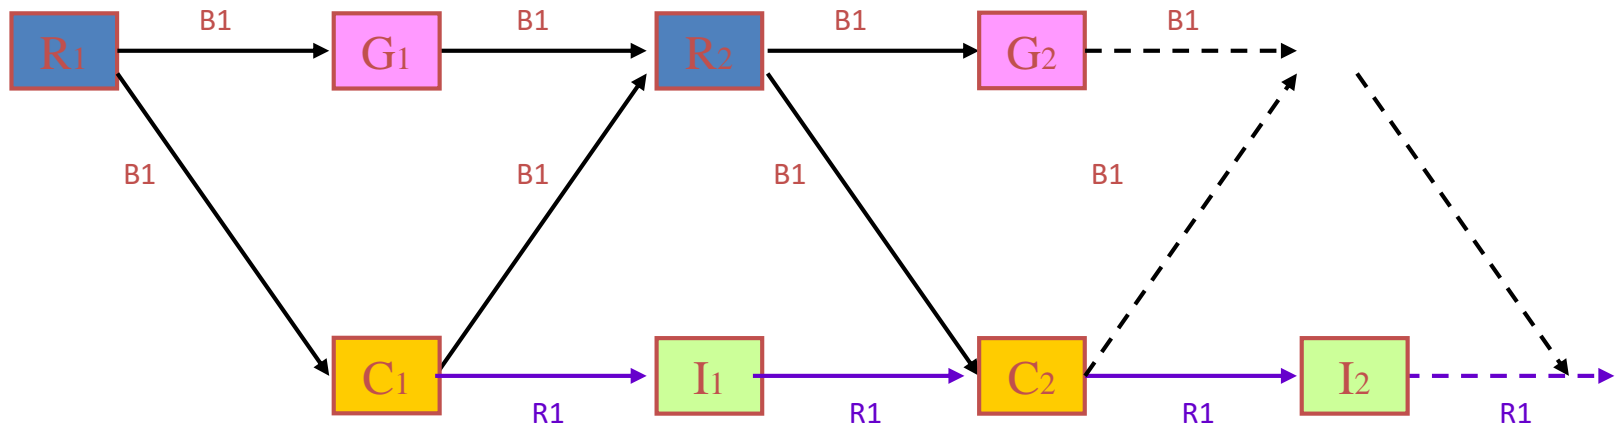 B1 B1 B1 B1
R1 G1 R2 G2
B1 B1 B1 B1
C1 I1 C2 I2
R1 R1 R1 R1